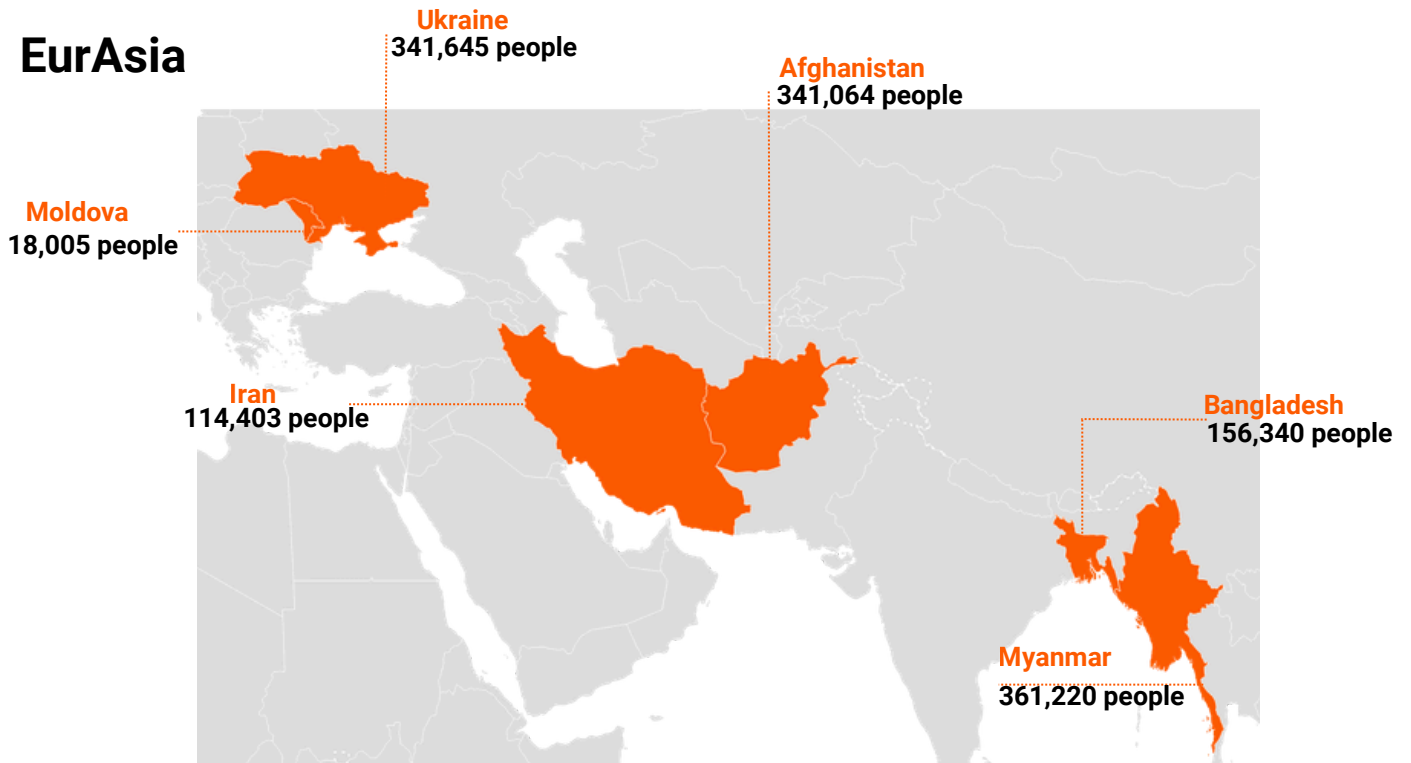 EurAsia
Ukraine
341,645 people
Afghanistan
341,064 people
Moldova
18,005 people
Iran
114,403 people
Bangladesh
156,340 people
Myanmar
361,220 people